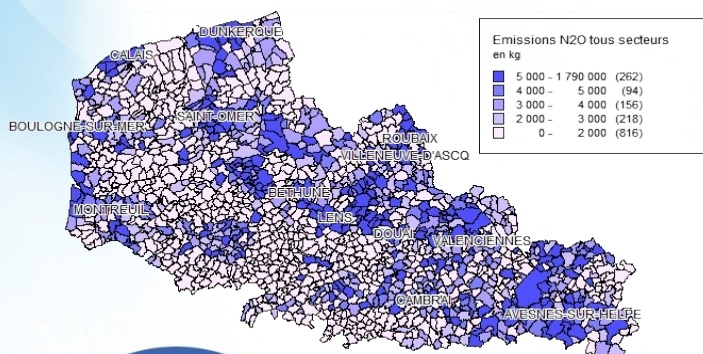 DUNKERQUE
CALAIS
SAINT-OMER
BOULOGNE-SUR-MER
ROUBAIX
VILLENEUVE-D'ASCQ
BETHUNE
MONTREUIL
LENS
DOUAI
VALENCIENNES
CAMBRAI
AVESNES-SUR-HELPE
Emissions N2O tous secteurs
en kg
5 000 - 1 790 000 (262)
4 000 - 5 000 (94)
3 000 - 4 000 (156)
2 000 - 3 000 (218)
0 - 2 000 (816)